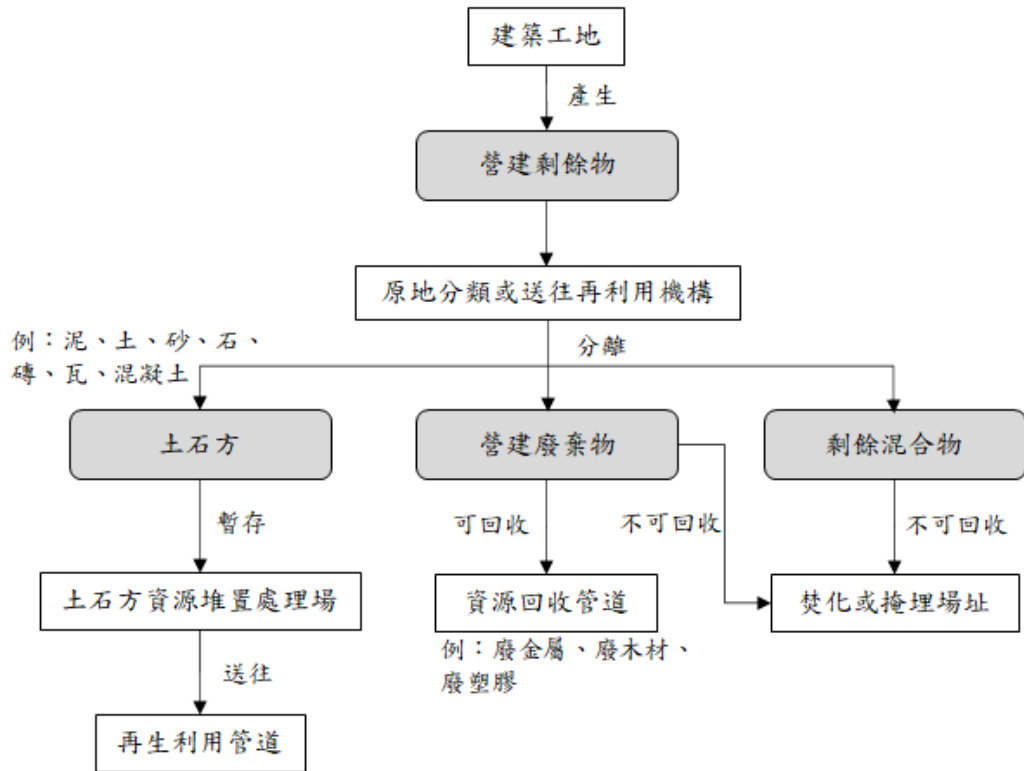 建築工地
產生
營建剩餘物
原地分類或送往再利用機構
分離
例：泥、土、砂、石、
磚、瓦、混凝土
土石方
營建廢棄物
剩餘混合物
暫存
可回收
不可回收
不可回收
土石方資源堆置處理場
資源回收管道
焚化或掩埋場址
例：廢金屬、廢木材、
廢塑膠
送往
再生利用管道